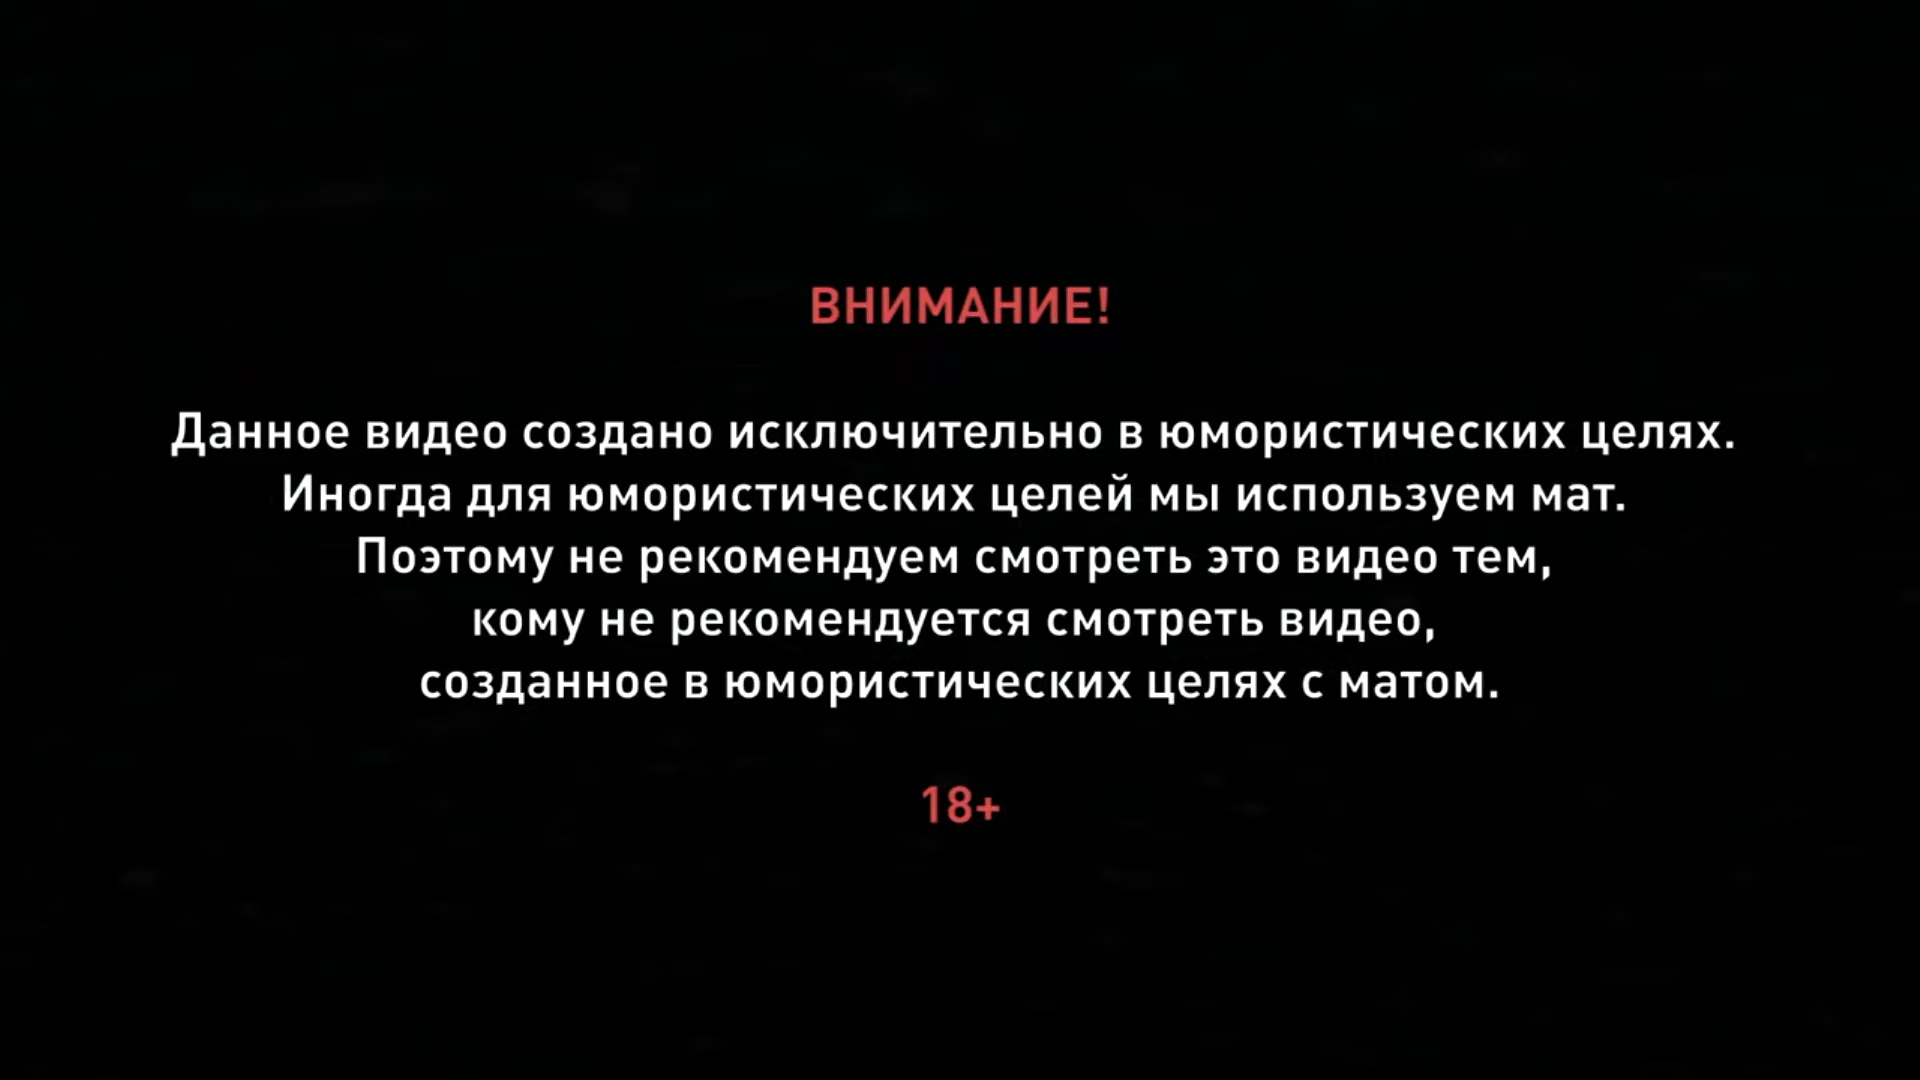 ВНИМАНИЕ!
Данное видео создано исключительно в юмористических целях.
Иногда для юмористических целей мы используем мат.
Поэтому не рекомендуем смотреть это видео тем,
кому не рекомендуется смотреть видео,
созданное в юмористических целях с матом.
18+